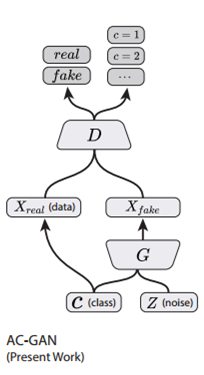 real
fake
c = 1
c = 2
...
D
X_real (data)
X_fake
G
C (class)
Z (noise)
AC-GAN
(Present Work)